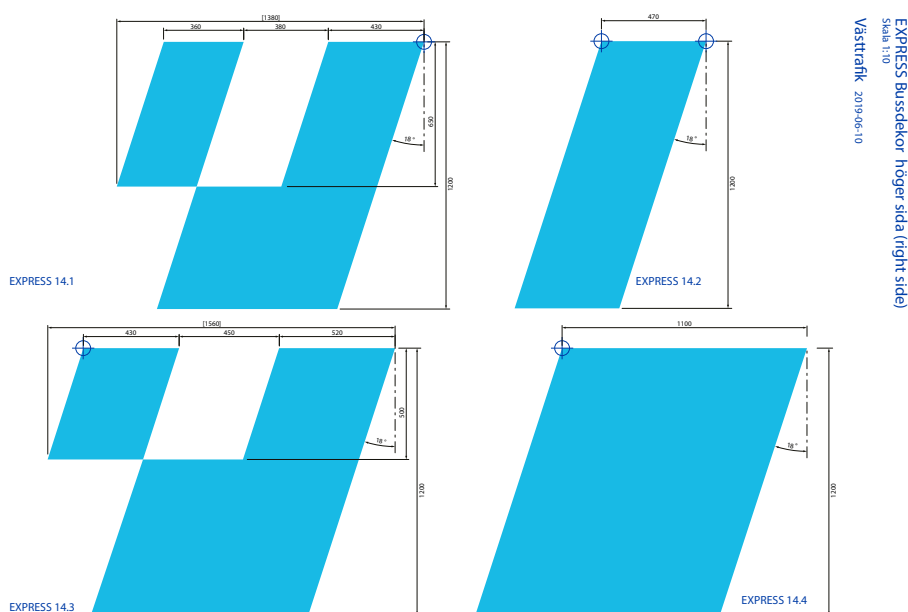 EXPRESS Bussdekor höger sida (right side)
Skala 1:10
Västtrafik 2019-06-10
[1380]
360
380
430
650
1200
18°
EXPRESS 14.1
470
1200
18°
EXPRESS 14.2
[1560]
430
450
520
500
1200
18°
EXPRESS 14.3
1100
1200
18°
EXPRESS 14.4